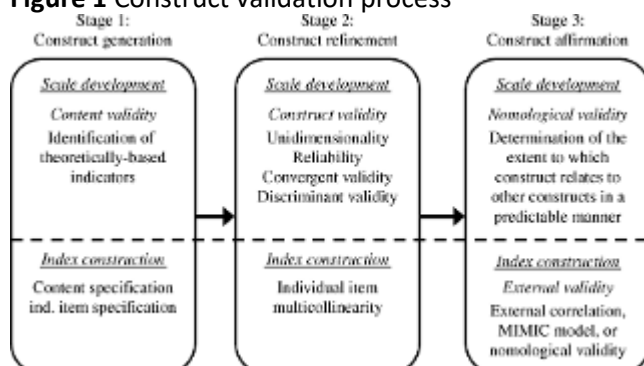 Figure 1 Construct validation process
Stage 1:
Construct generation
Scale development
Content validity
Identification of
theoretically-based
indicators
Index construction
Content specification
ind. item specification
Stage 2:
Construct refinement
Scale development
Construct validity
Unidimensionality
Reliability
Convergent validity
Discriminant validity
Index construction
Individual item
multicollinearity
Stage 3:
Construct affirmation
Scale development
Nomological validity
Determination of the
extent to which
construct relates to
other constructs in a
predictable manner
Index construction
External validity
External correlation,
MIMIC model, or
nomological validity